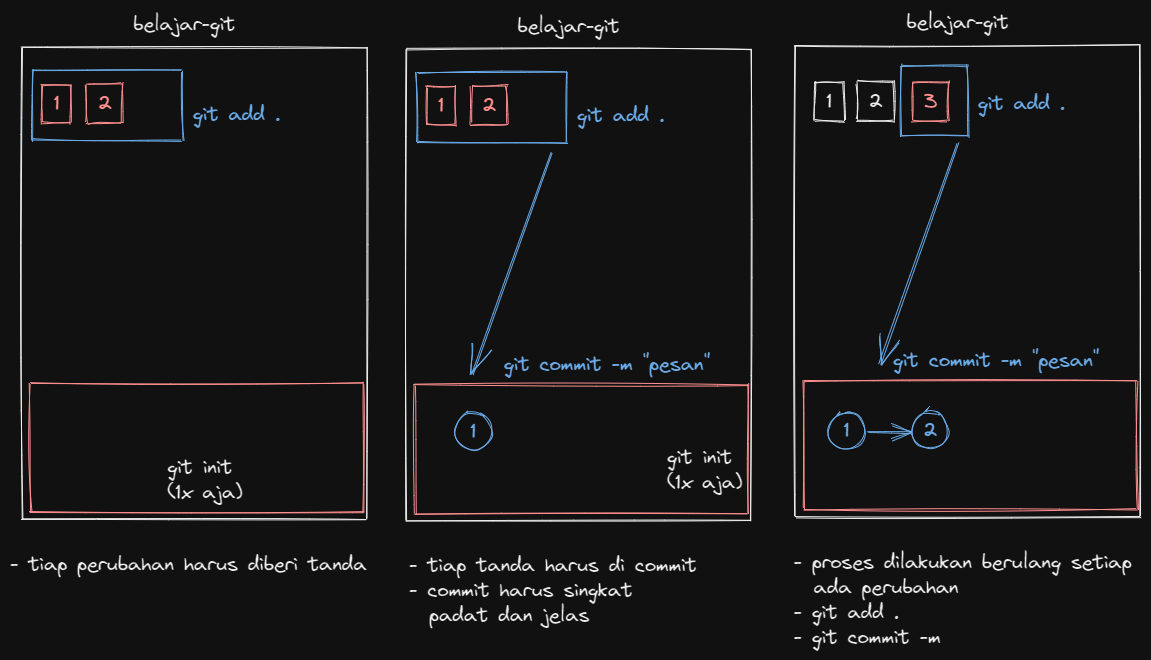 belajar-git
1 2
git add .
git init
(1x aja)
- tiap perubahan harus diberi tanda
belajar-git
1 2
git add .
git commit -m "pesan"
1
git init
(1x aja)
- tiap tanda harus di commit
- commit harus singkat
padat dan jelas
belajar-git
1 2 3
git add .
git commit -m "pesan"
1 2
- proses dilakukan berulang setiap
ada perubahan
- git add .
- git commit -m